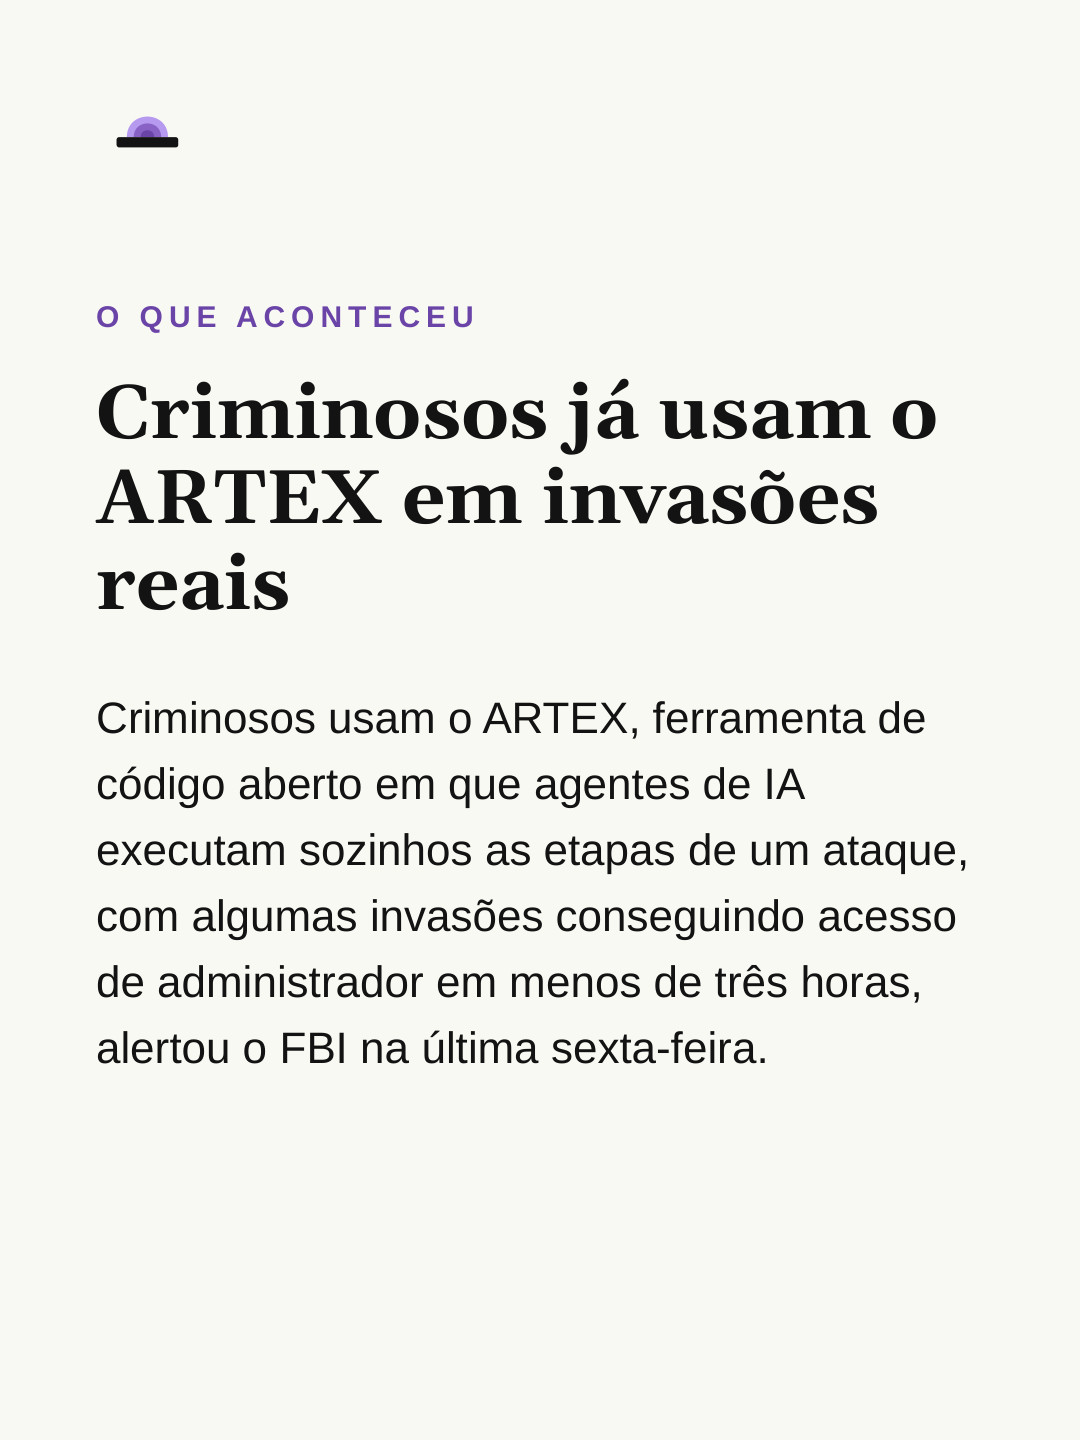 O QUE ACONTECEU
Criminosos já usam o
ARTEX em invasões
reais
Criminosos usam o ARTEX, ferramenta de
código aberto em que agentes de IA
executam sozinhos as etapas de um ataque,
com algumas invasões conseguindo acesso
de administrador em menos de três horas,
alertou o FBI na última sexta-feira.